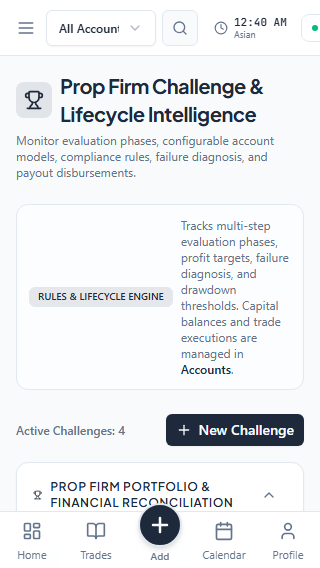 All Accoun
12:40 AM
Asian
Prop Firm Challenge &
Lifecycle Intelligence
Monitor evaluation phases, configurable account
models, compliance rules, failure diagnosis, and
payout disbursements.
RULES & LIFECYCLE ENGINE
Tracks multi-step
evaluation phases,
profit targets, failure
diagnosis, and
drawdown
thresholds. Capital
balances and trade
executions are
managed in
Accounts.
Active Challenges: 4
New Challenge
PROP FIRM PORTFOLIO &
FINANCIAL RECONCILIATION
Home
Trades
Add
Calendar
Profile